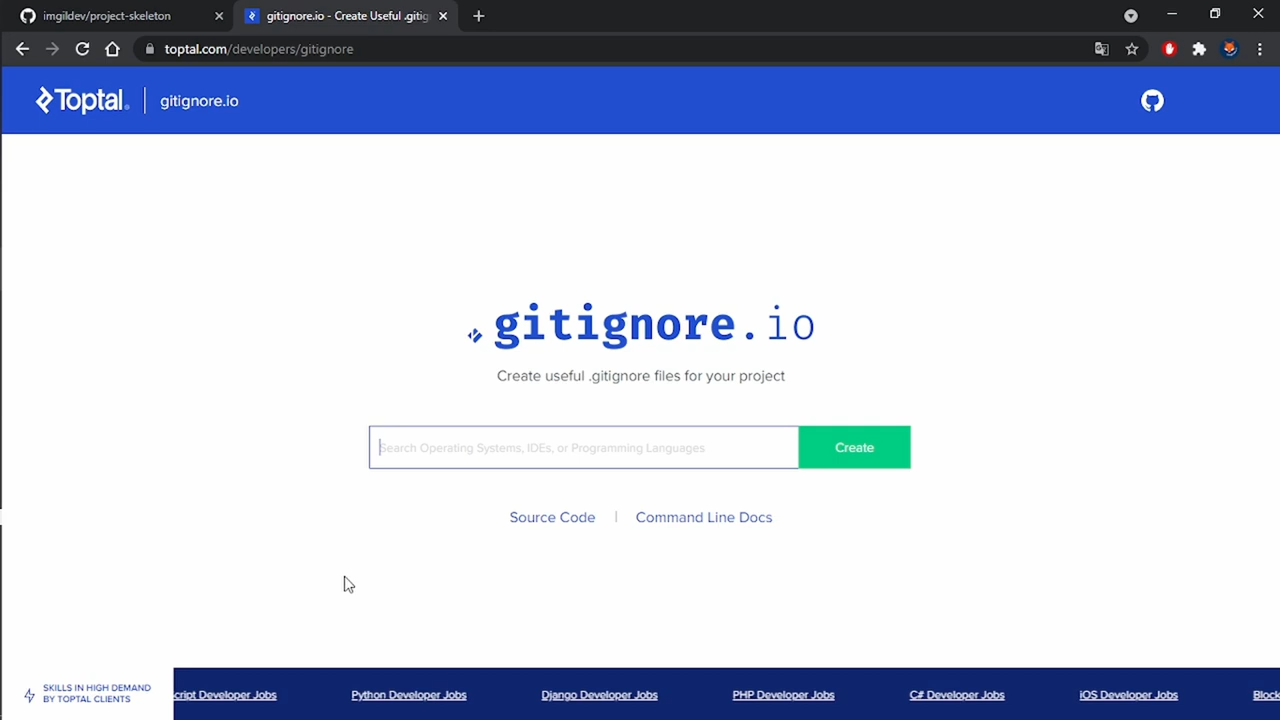 imgildev/project-skeleton
gitignore.io - Create Useful .gitig
toptal.com/developers/gitignore
Toptal
gitignore.io
.gitignore.io
Create useful .gitignore files for your project
Search Operating Systems, IDEs, or Programming Languages
Create
Source Code | Command Line Docs
SKILLS IN HIGH DEMAND
BY TOPTAL CLIENTS
cript Developer Jobs
Python Developer Jobs
Django Developer Jobs
PHP Developer Jobs
C# Developer Jobs
iOS Developer Jobs
Block